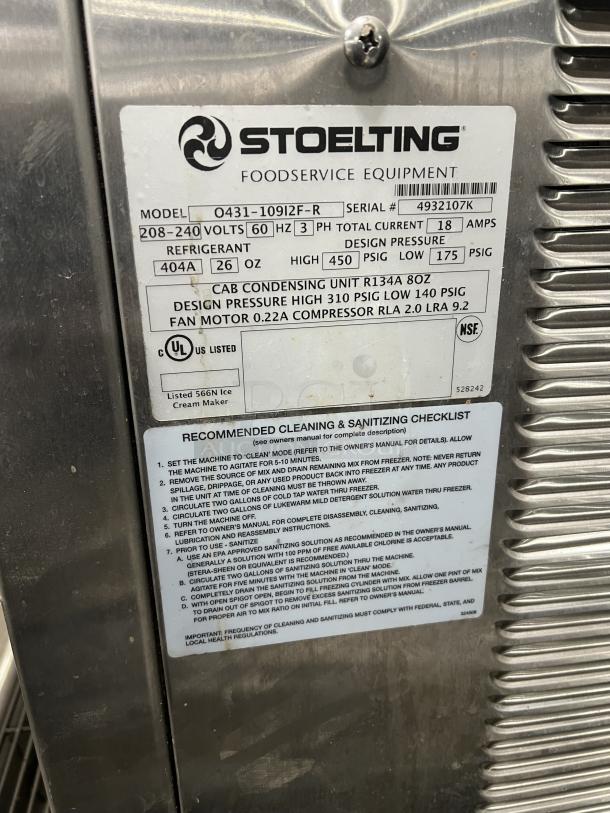 STOELTING
FOODSERVICE EQUIPMENT
MODEL O431-109I2F-R SERIAL # 4932107K
208-240 VOLTS 60 HZ 3 PH TOTAL CURRENT 18 AMPS
REFRIGERANT DESIGN PRESSURE
404A 26 OZ HIGH 450 PSIG LOW 175 PSIG
CAB CONDENSING UNIT R134A 8OZ
DESIGN PRESSURE HIGH 310 PSIG LOW 140 PSIG
FAN MOTOR 0.22A COMPRESSOR RLA 2.0 LRA 9.2
C UL US LISTED NSF
Listed 566N Ice
Cream Maker
528242
RECOMMENDED CLEANING & SANITIZING CHECKLIST
(see owners manual for complete description)
1. SET THE MACHINE TO 'CLEAN' MODE (REFER TO THE OWNER'S MANUAL FOR DETAILS). ALLOW
THE MACHINE TO AGITATE FOR 5-10 MINUTES.
2. REMOVE THE SOURCE OF MIX AND DRAIN REMAINING MIX FROM FREEZER. NOTE: NEVER RETURN
SPILLAGE, DRIPPAGE, OR ANY USED PRODUCT BACK INTO FREEZER AT ANY TIME. ANY PRODUCT
IN THE UNIT AT TIME OF CLEANING MUST BE THROWN AWAY.
3. CIRCULATE TWO GALLONS OF COLD TAP WATER THRU FREEZER.
4. CIRCULATE TWO GALLONS OF LUKEWARM MILD DETERGENT SOLUTION WATER THRU FREEZER.
5. TURN THE MACHINE OFF.
6. REFER TO OWNER'S MANUAL FOR COMPLETE DISASSEMBLY, CLEANING, SANITIZING,
LUBRICATION AND REASSEMBLY INSTRUCTIONS.
7. PRIOR TO USE - SANITIZE
A. USE AN EPA APPROVED SANITIZING SOLUTION AS RECOMMENDED IN THE OWNER'S MANUAL.
GENERALLY A SOLUTION WITH 100 PPM OF FREE AVAILABLE CHLORINE IS ACCEPTABLE.
(STERA-SHEEN OR EQUIVALENT IS RECOMMENDED.)
B. CIRCULATE TWO GALLONS OF SANITIZING SOLUTION THRU THE MACHINE.
AGITATE FOR FIVE MINUTES WITH THE MACHINE IN 'CLEAN' MODE.
C. COMPLETELY DRAIN THE SANITIZING SOLUTION FROM THE MACHINE.
D. WITH OPEN SPIGOT OPEN, BEGIN TO FILL FREEZING CYLINDER WITH MIX. ALLOW ONE PINT OF MIX
TO DRAIN OUT OF SPIGOT TO REMOVE EXCESS SANITIZING SOLUTION FROM FREEZER BARREL.
FOR PROPER AIR TO MIX RATIO ON INITIAL FILL, REFER TO OWNER'S MANUAL.
IMPORTANT: FREQUENCY OF CLEANING AND SANITIZING MUST COMPLY WITH FEDERAL, STATE, AND
LOCAL HEALTH REGULATIONS.